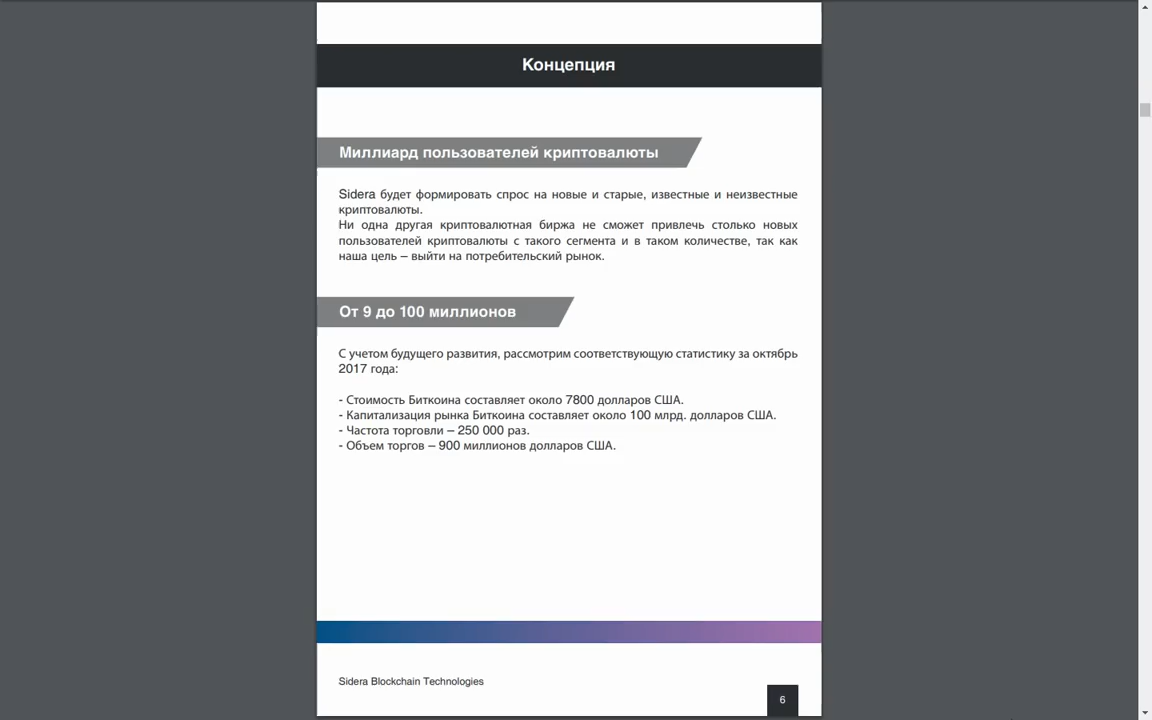 Концепция
Миллиард пользователей криптовалюты
Sidera будет формировать спрос на новые и старые, известные и неизвестные
криптовалюты.
Ни одна другая криптовалютная биржа не сможет привлечь столько новых
пользователей криптовалюты с такого сегмента и в таком количестве, так как
наша цель – выйти на потребительский рынок.
От 9 до 100 миллионов
С учетом будущего развития, рассмотрим соответствующую статистику за октябрь
2017 года:
- Стоимость Биткоина составляет около 7800 долларов США.
- Капитализация рынка Биткоина составляет около 100 млрд. долларов США.
- Частота торговли – 250 000 раз.
- Объем торгов – 900 миллионов долларов США.
Sidera Blockchain Technologies
6